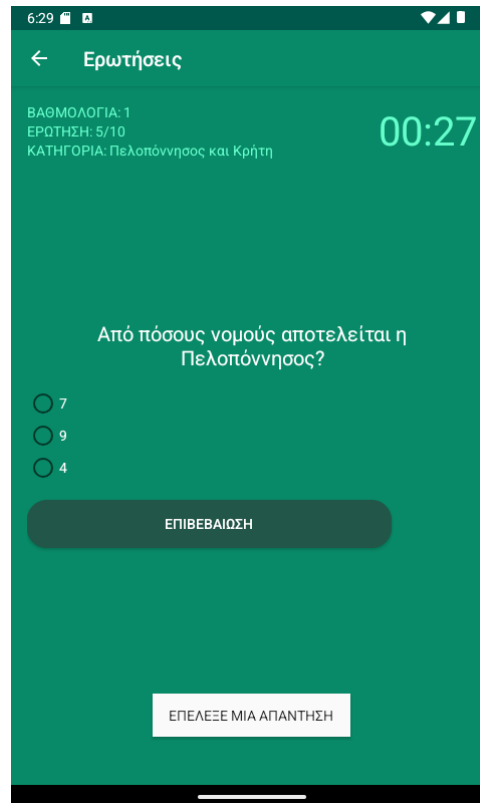 6:29
Ερωτήσεις
ΒΑΘΜΟΛΟΓΙΑ: 1
ΕΡΩΤΗΣΗ: 5/10
ΚΑΤΗΓΟΡΙΑ: Πελοπόννησος και Κρήτη
00:27
Από πόσους νομούς αποτελείται η
Πελοπόννησος?
7
9
4
ΕΠΙΒΕΒΑΙΩΣΗ
ΕΠΕΛΕΞΕ ΜΙΑ ΑΠΑΝΤΗΣΗ